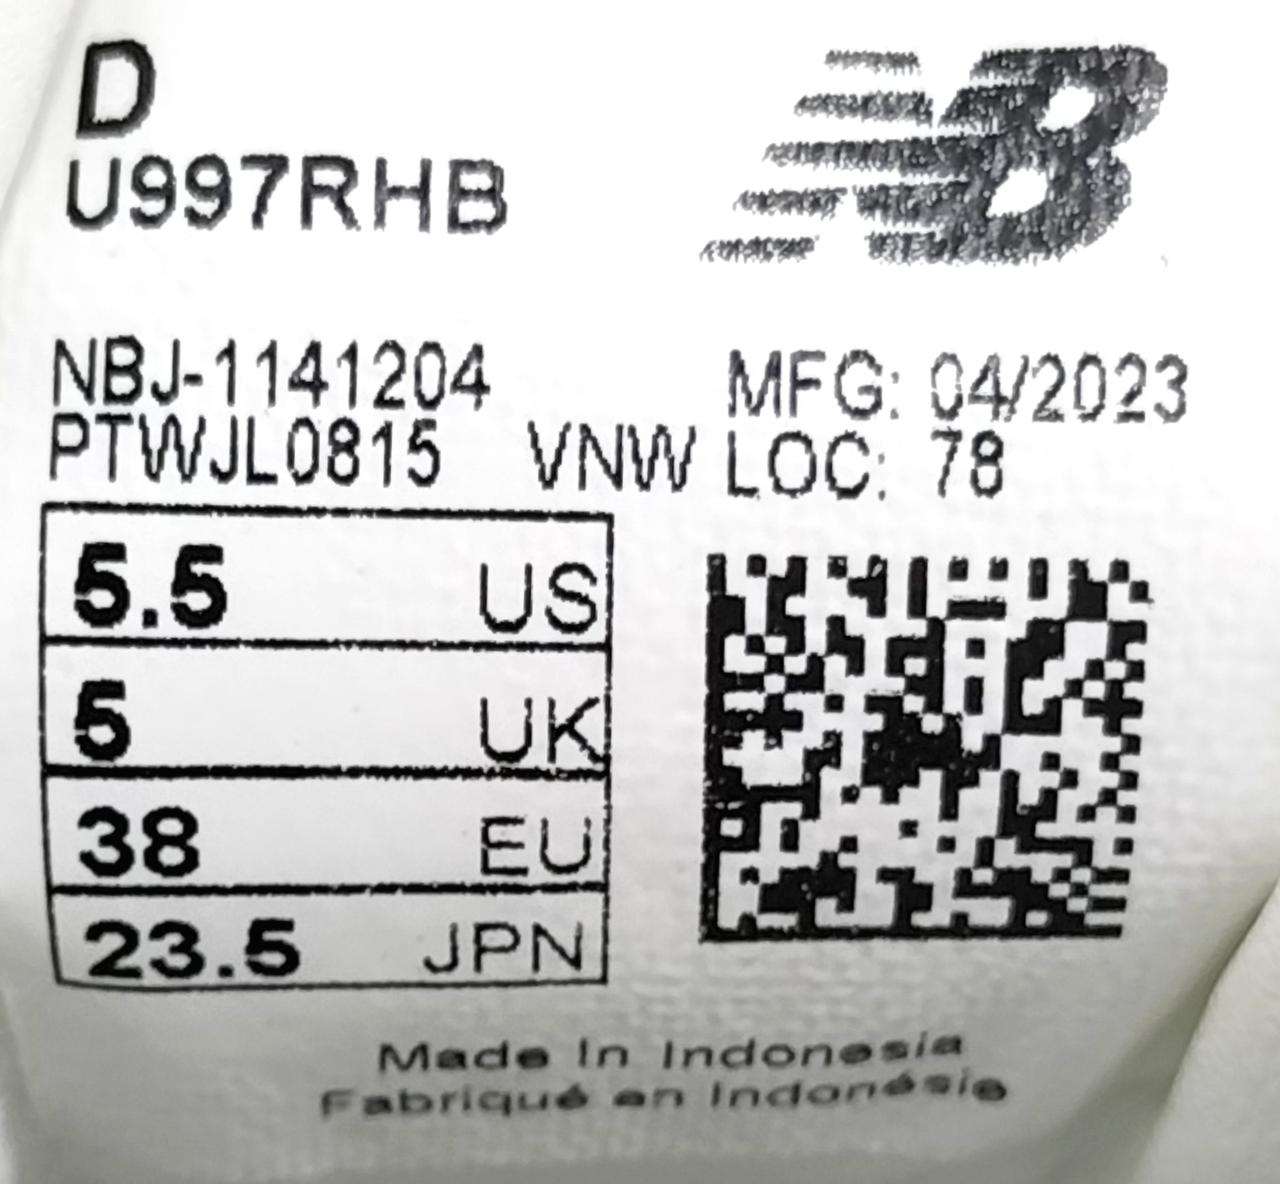 D
U997RHB
NB
NBJ-1141204 MFG: 04/2023
PTWJL0815 VNW LOC: 78
5.5 US
5 UK
38 EU
23.5 JPN
Made In Indonesia
Fabriqué en Indonésie